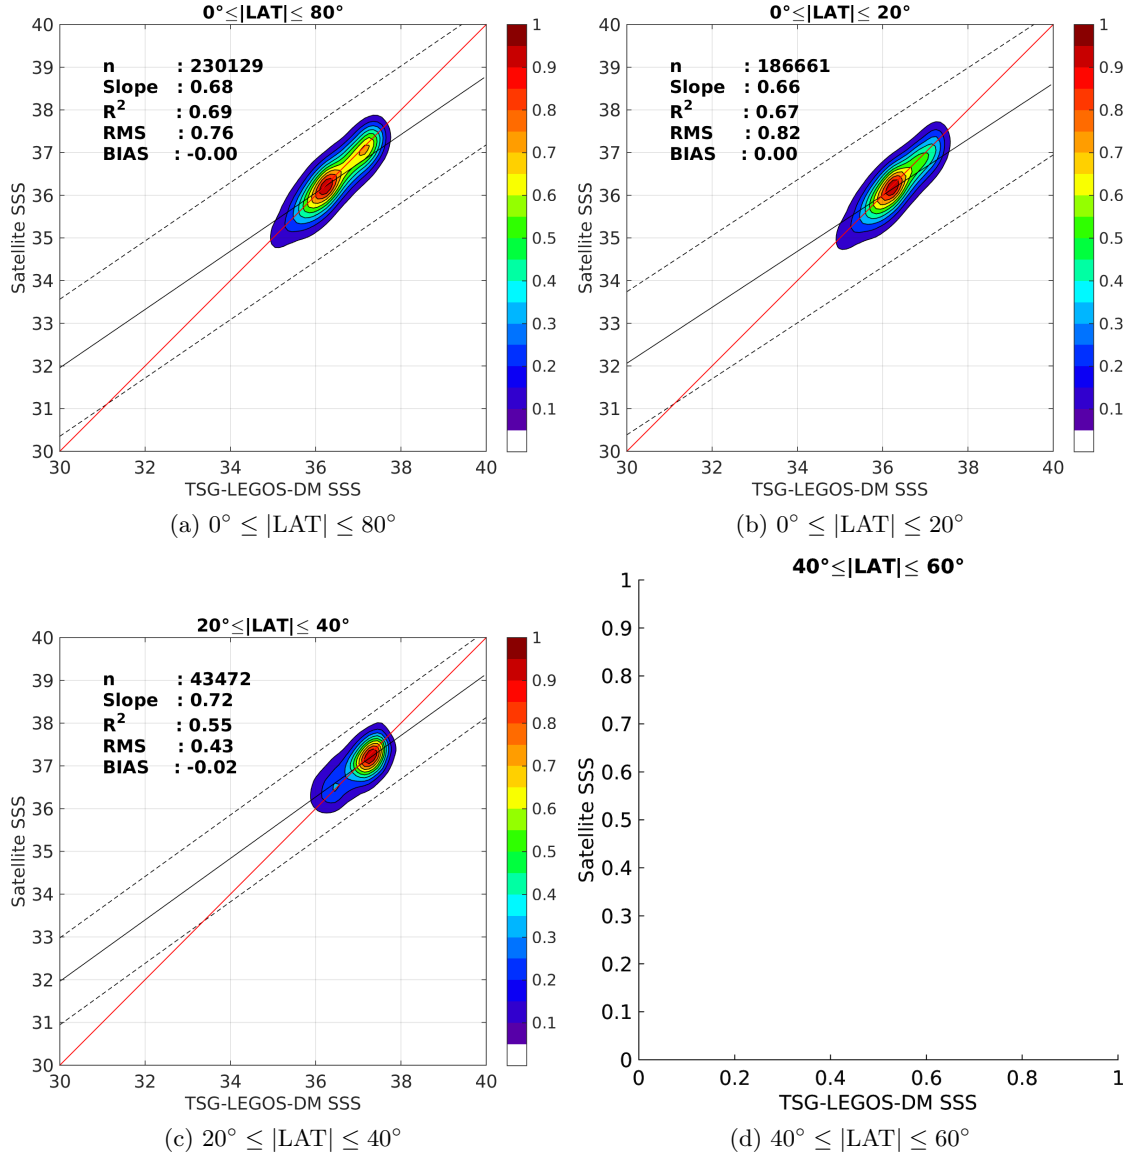 0°≤|LAT|≤ 80°
40
39
38
37
36
35
34
33
32
31
30
n : 230129
Slope : 0.68
R² : 0.69
RMS : 0.76
BIAS : -0.00
Satellite SSS
30 32 34 36 38 40
TSG-LEGOS-DM SSS
1
0.9
0.8
0.7
0.6
0.5
0.4
0.3
0.2
0.1
(a) 0° ≤ |LAT| ≤ 80°
0°≤|LAT|≤ 20°
40
39
38
37
36
35
34
33
32
31
30
n : 186661
Slope : 0.66
R² : 0.67
RMS : 0.82
BIAS : 0.00
Satellite SSS
30 32 34 36 38 40
TSG-LEGOS-DM SSS
1
0.9
0.8
0.7
0.6
0.5
0.4
0.3
0.2
0.1
(b) 0° ≤ |LAT| ≤ 20°
20°≤|LAT|≤ 40°
40
39
38
37
36
35
34
33
32
31
30
n : 43472
Slope : 0.72
R² : 0.55
RMS : 0.43
BIAS : -0.02
Satellite SSS
30 32 34 36 38 40
TSG-LEGOS-DM SSS
1
0.9
0.8
0.7
0.6
0.5
0.4
0.3
0.2
0.1
(c) 20° ≤ |LAT| ≤ 40°
40°≤|LAT|≤ 60°
1
0.9
0.8
0.7
0.6
0.5
0.4
0.3
0.2
0.1
0
Satellite SSS
0 0.2 0.4 0.6 0.8 1
TSG-LEGOS-DM SSS
(d) 40° ≤ |LAT| ≤ 60°